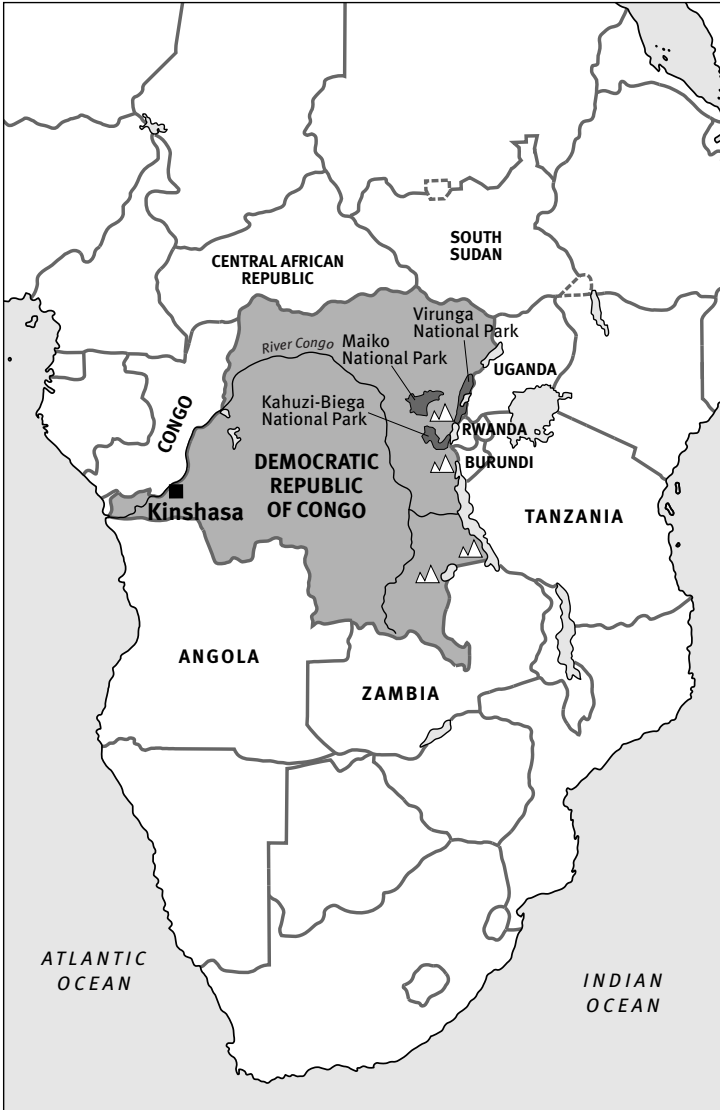 SOUTH
SUDAN
CENTRAL AFRICAN
REPUBLIC
Virunga
National Park
River Congo
Maiko
National Park
UGANDA
Kahuzi-Biega
National Park
CONGO
RWANDA
BURUNDI
DEMOCRATIC
REPUBLIC
OF CONGO
Kinshasa
TANZANIA
ANGOLA
ZAMBIA
ATLANTIC
OCEAN
INDIAN
OCEAN